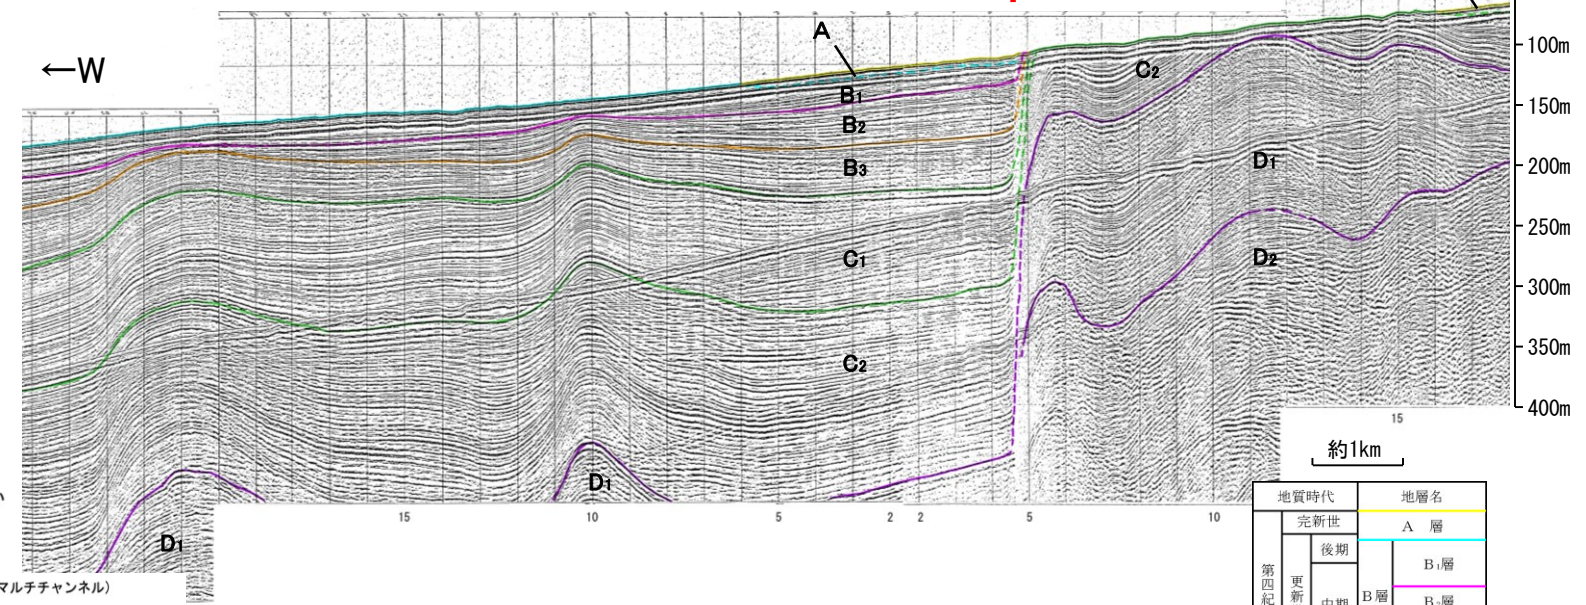 ←W
A
B₁
B₂
B₃
C₁
C₂
D₁
D₁
C₂
D₁
D₂
100m
150m
200m
250m
300m
350m
400m
15
10
5
2
2
5
10
15
約1km
マルチチャンネル)
地質時代
地層名
完新世
A 層
後期
B₁層
第四紀
更新
中期
B層
B₂層